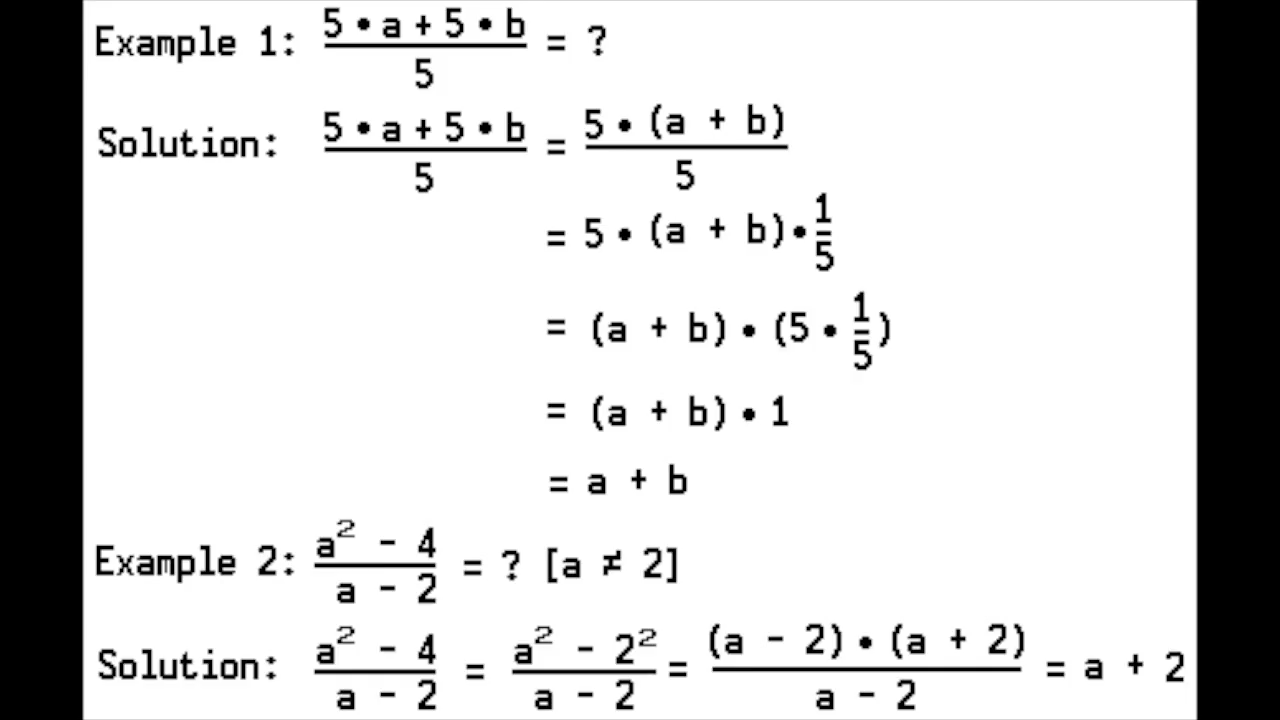 Example 1: (5 • a + 5 • b)/5 = ?
Solution: (5 • a + 5 • b)/5 = (5 • (a + b))/5
= 5 • (a + b) • 1/5
= (a + b) • (5 • 1/5)
= (a + b) • 1
= a + b
Example 2: (a² - 4)/(a - 2) = ? [a ≠ 2]
Solution: (a² - 4)/(a - 2) = (a² - 2²)/(a - 2) = ((a - 2) • (a + 2))/(a - 2) = a + 2